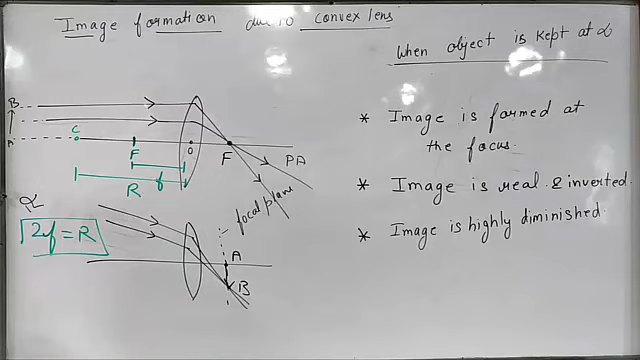 Image formation due to convex lens
When object is kept at ∝
* Image is formed at
the focus.
* Image is real & inverted.
* Image is highly diminished.
B
A
C
F
O
F
PA
R
f
∝
2f = R
focal plane
A
B